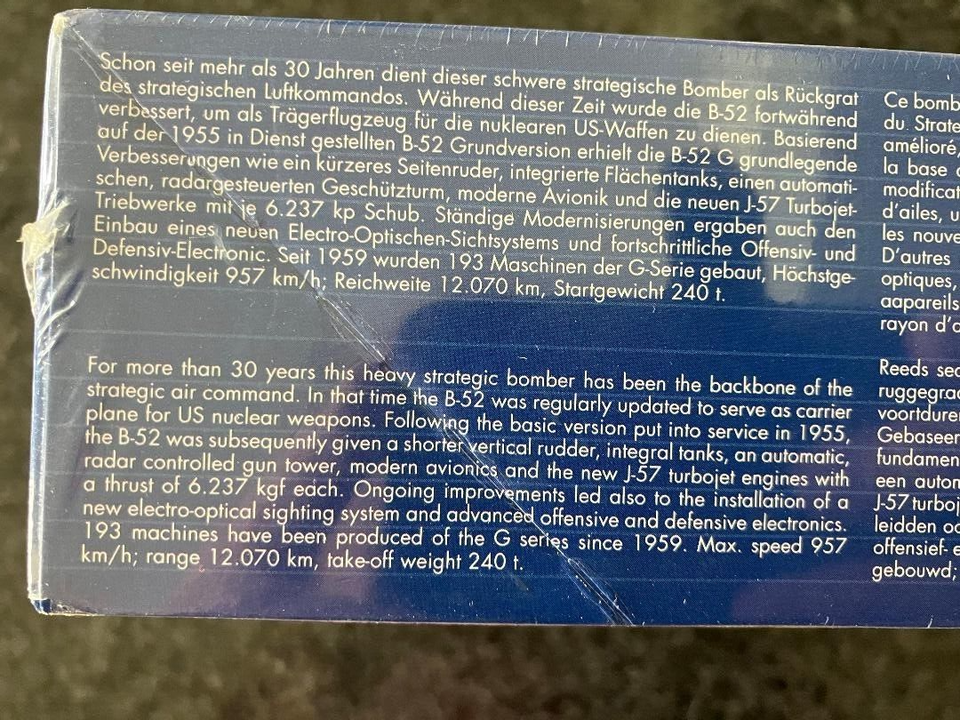 Schon seit mehr als 30 Jahren dient dieser schwere strategische Bomber als Rückgrat
des strategischen Luftkommandos. Während dieser Zeit wurde die B-52 fortwährend
verbessert, um als Trägerflugzeug für die nuklearen US-Waffen zu dienen. Basierend
auf der 1955 in Dienst gestellten B-52 Grundversion erhielt die B-52 G grundlegende
Verbesserungen wie ein kürzeres Seitenruder, integrierte Flächentanks, einen automati-
schen, radargesteuerten Geschützturm, moderne Avionik und die neuen J-57 Turbojet-
Triebwerke mit je 6.237 kp Schub. Ständige Modernisierungen ergaben auch den
Einbau eines neuen Electro-Optischen-Sichtsystems und fortschrittliche Offensiv- und
Defensiv-Electronic. Seit 1959 wurden 193 Maschinen der G-Serie gebaut, Höchstge-
schwindigkeit 957 km/h; Reichweite 12.070 km, Startgewicht 240 t.
For more than 30 years this heavy strategic bomber has been the backbone of the
strategic air command. In that time the B-52 was regularly updated to serve as carrier
plane for US nuclear weapons. Following the basic version put into service in 1955,
the B-52 was subsequently given a shorter vertical rudder, integral tanks, an automatic,
radar controlled gun tower, modern avionics and the new J-57 turbojet engines with
a thrust of 6.237 kgf each. Ongoing improvements led also to the installation of a
new electro-optical sighting system and advanced offensive and defensive electronics.
193 machines have been produced of the G series since 1959. Max. speed 957
km/h; range 12.070 km, take-off weight 240 t.
Ce bomb
du Strate
amélioré,
la base
modificat
d'ailes, u
les nouve
D'autres
optiques,
aapareils
rayon d'a
Reeds sed
ruggegraa
voortdure
Gebaseer
fundamen
een autom
J-57 turboj
leidden oo
offensief- e
gebouwd;